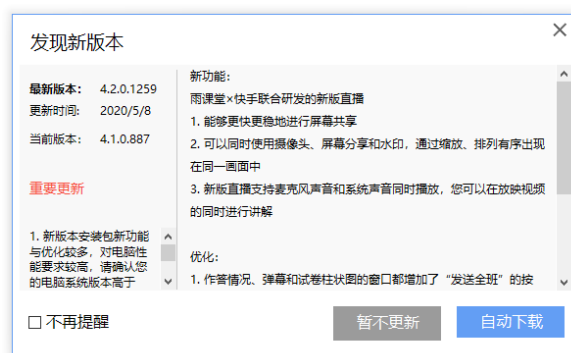 发现新版本
最新版本： 4.2.0.1259
更新时间: 2020/5/8
当前版本： 4.1.0.887
重要更新
1. 新版本安装包新功能
与优化较多，对电脑性
能要求较高，请确认您
的电脑系统版本高于
新功能:
雨课堂×快手联合研发的新版直播
1. 能够更快更稳地进行屏幕共享
2. 可以同时使用摄像头、屏幕分享和水印，通过缩放、排列有序出现
在同一画面中
3. 新版直播支持麦克风声音和系统声音同时播放，您可以在放映视频
的同时进行讲解
优化：
1. 作答情况、弹幕和试卷柱状图的窗口都增加了“发送全班”的按
不再提醒
暂不更新
自动下载